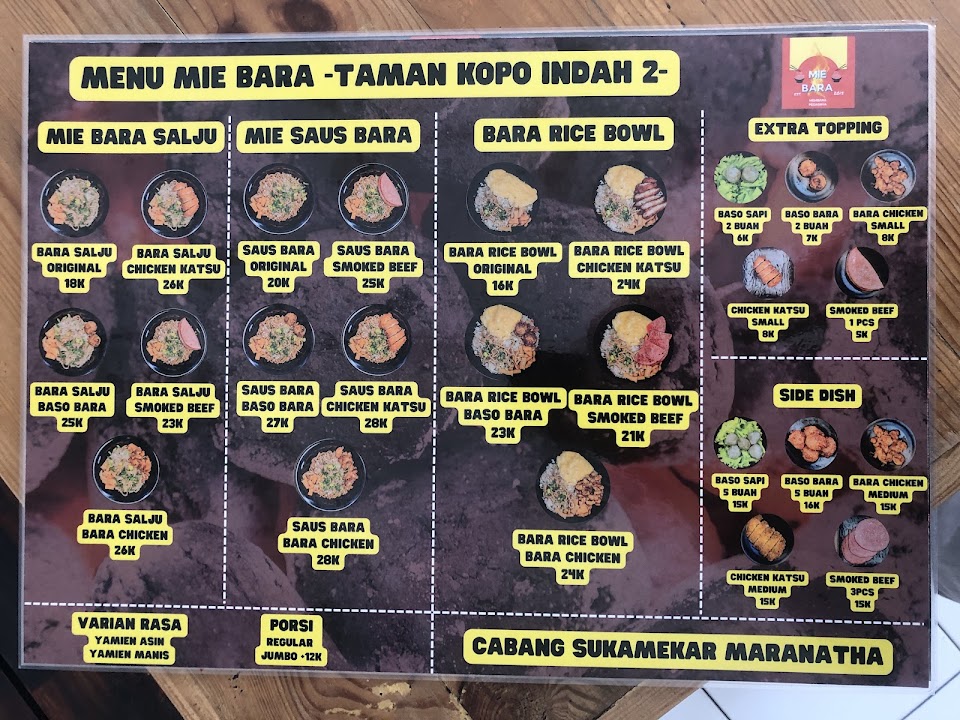 MENU MIE BARA -TAMAN KOPO INDAH 2-
MIE
BARA
MIE BARA SALJU
BARA SALJU
ORIGINAL
18K
BARA SALJU
CHICKEN KATSU
26K
BARA SALJU
BASO BARA
25K
BARA SALJU
SMOKED BEEF
23K
BARA SALJU
BARA CHICKEN
26K
MIE SAUS BARA
SAUS BARA
ORIGINAL
20K
SAUS BARA
SMOKED BEEF
25K
SAUS BARA
BASO BARA
27K
SAUS BARA
CHICKEN KATSU
28K
SAUS BARA
BARA CHICKEN
28K
BARA RICE BOWL
BARA RICE BOWL
ORIGINAL
16K
BARA RICE BOWL
CHICKEN KATSU
24K
BARA RICE BOWL
BASO BARA
23K
BARA RICE BOWL
SMOKED BEEF
21K
BARA RICE BOWL
BARA CHICKEN
24K
EXTRA TOPPING
BASO SAPI
2 BUAH
6K
BASO BARA
2 BUAH
7K
BARA CHICKEN
SMALL
8K
CHICKEN KATSU
SMALL
8K
SMOKED BEEF
1 PCS
5K
SIDE DISH
BASO SAPI
5 BUAH
15K
BASO BARA
5 BUAH
16K
BARA CHICKEN
MEDIUM
15K
CHICKEN KATSU
MEDIUM
15K
SMOKED BEEF
3PCS
15K
VARIAN RASA
YAMIEN ASIN
YAMIEN MANIS
PORSI
REGULAR
JUMBO +12K
CABANG SUKAMEKAR MARANATHA